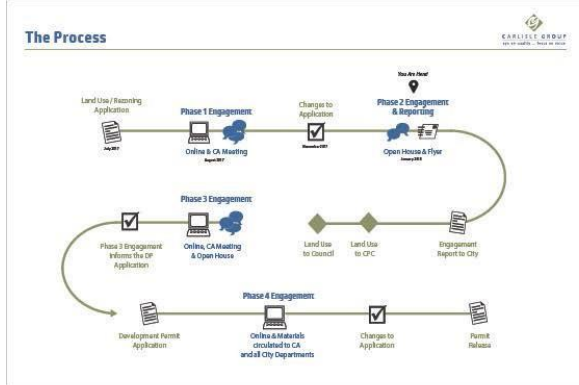 The Process
CARLISLE GROUP
You Are Here!
Land Use / Rezoning
Application
July 2017
Phase 1 Engagement
Online & CA Meeting
August 2017
Changes to
Application
November 2017
Phase 2 Engagement
& Reporting
Open House & Flyer
January 2018
Phase 3 Engagement
Informs the DP
Application
Phase 3 Engagement
Online, CA Meeting
& Open House
Land Use
to Council
Land Use
to CPC
Engagement
Report to City
Development Permit
Application
Phase 4 Engagement
Online & Materials
circulated to CA
and all City Departments
Changes to
Application
Permit
Release